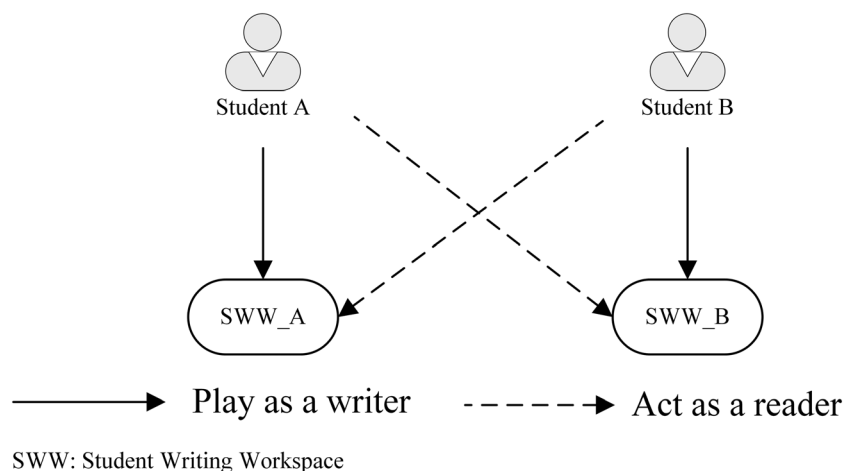 Student A
Student B
SWW_A
SWW_B
Play as a writer
Act as a reader
SWW: Student Writing Workspace